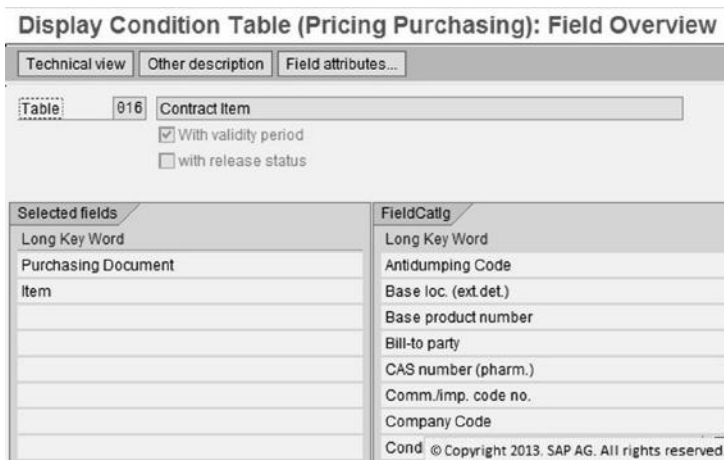 Display Condition Table (Pricing Purchasing): Field Overview
Technical view Other description Field attributes...
Table 016 Contract Item
With validity period
with release status
Selected fields FieldCatlg
Long Key Word Long Key Word
Purchasing Document Antidumping Code
Item Base loc. (ext.det.)
Base product number
Bill-to party
CAS number (pharm.)
Comm./imp. code no.
Company Code
Cond © Copyright 2013. SAP AG. All rights reserved